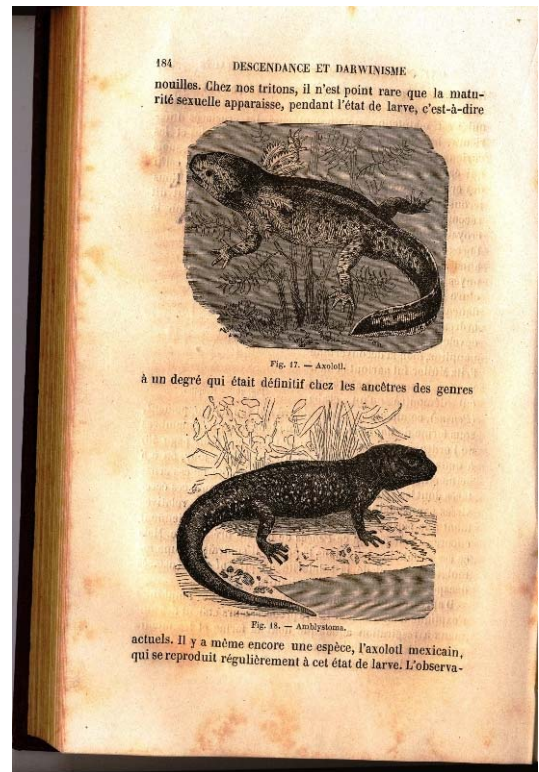 184
DESCENDANCE ET DARWINISME
nouilles. Chez nos tritons, il n'est point rare que la matu-
rité sexuelle apparaisse, pendant l'état de larve, c'est-à-dire
Fig. 17. — Axolotl.
à un degré qui était définitif chez les ancêtres des genres
Fig. 18. — Amblystoma.
actuels. Il y a même encore une espèce, l'axolotl mexicain,
qui se reproduit régulièrement à cet état de larve. L'observa-